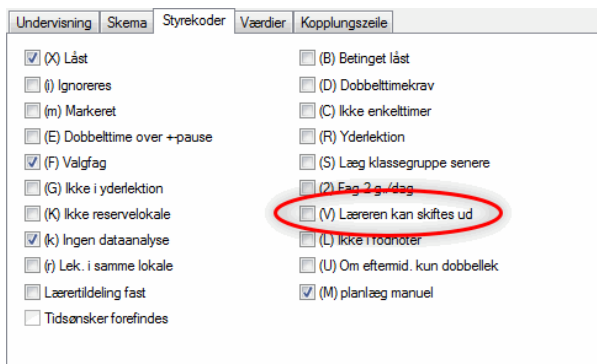 Undervisning Skema Styrekoder Værdier Kopplungszeile
(X) Låst
(i) Ignoreres
(m) Markeret
(E) Dobbelttime over +-pause
(F) Valgfag
(G) Ikke i yderlektion
(K) Ikke reservelokale
(k) Ingen dataanalyse
(r) Lek. i samme lokale
Lærertildeling fast
Tidsønsker forefindes
(B) Betinget låst
(D) Dobbelttimekrav
(C) Ikke enkelttimer
(R) Yderlektion
(S) Læg klassegruppe senere
(2) Fag 2 g./dag
(V) Læreren kan skiftes ud
(L) Ikke i fodnoter
(U) Om eftermid. kun dobbellek
(M) planlæg manuel